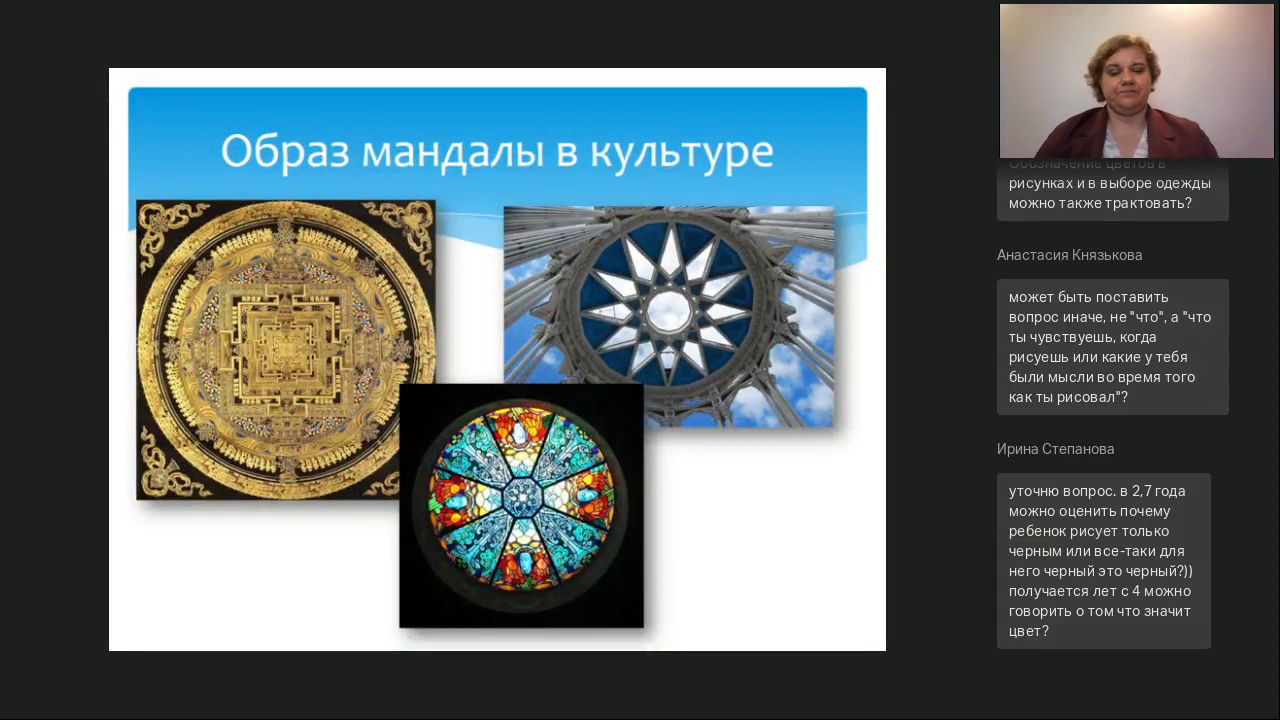 Образ мандалы в культуре
Обозначение цветов в
рисунках и в выборе одежды
можно также трактовать?
Анастасия Князькова
может быть поставить
вопрос иначе, не "что", а "что
ты чувствуешь, когда
рисуешь или какие у тебя
были мысли во время того
как ты рисовал"?
Ирина Степанова
уточню вопрос. в 2,7 года
можно оценить почему
ребенок рисует только
черным или все-таки для
него черный это черный?))
получается лет с 4 можно
говорить о том что значит
цвет?